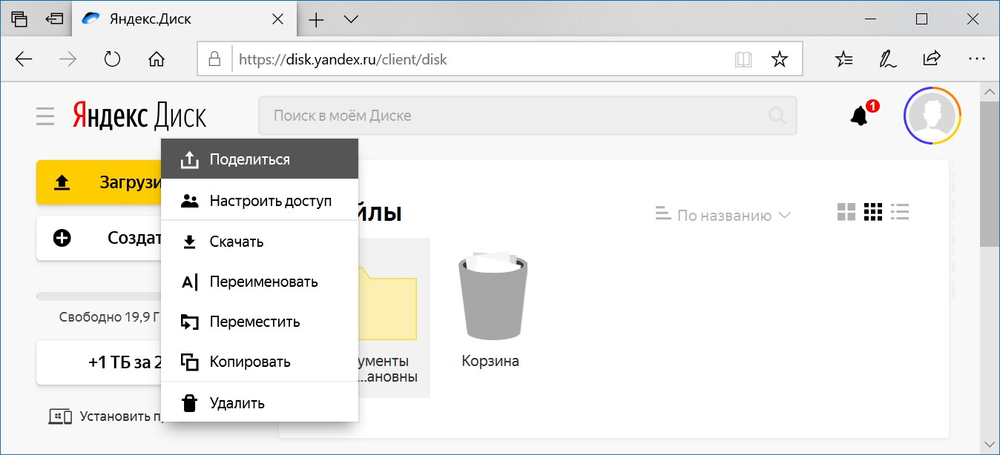 Яндекс.Диск
https://disk.yandex.ru/client/disk
Яндекс Диск
Поиск в моём Диске
1
Поделиться
Загрузи
Настроить доступ
йлы
По названию
Создат
Скачать
Переименовать
Свободно 19,9 Г
Переместить
+1 ТБ за 2
Копировать
ументы
...ановны
Корзина
Удалить
Установить п